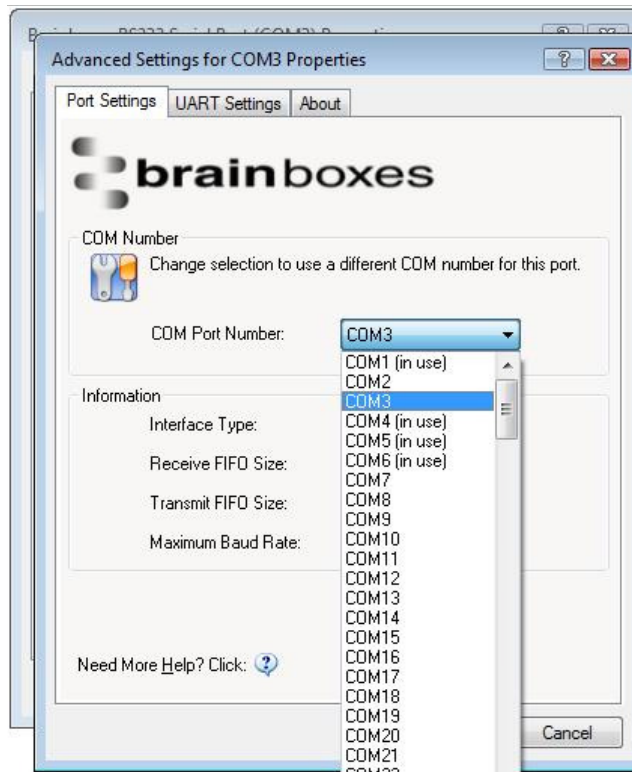 Advanced Settings for COM3 Properties
Port Settings UART Settings About
brainboxes
COM Number
Change selection to use a different COM number for this port.
COM Port Number: COM3
COM1 (in use)
COM2
COM3
COM4 (in use)
COM5 (in use)
COM6 (in use)
COM7
COM8
COM9
COM10
COM11
COM12
COM13
COM14
COM15
COM16
COM17
COM18
COM19
COM20
COM21
Information
Interface Type:
Receive FIFO Size:
Transmit FIFO Size:
Maximum Baud Rate:
Need More Help? Click:
Cancel